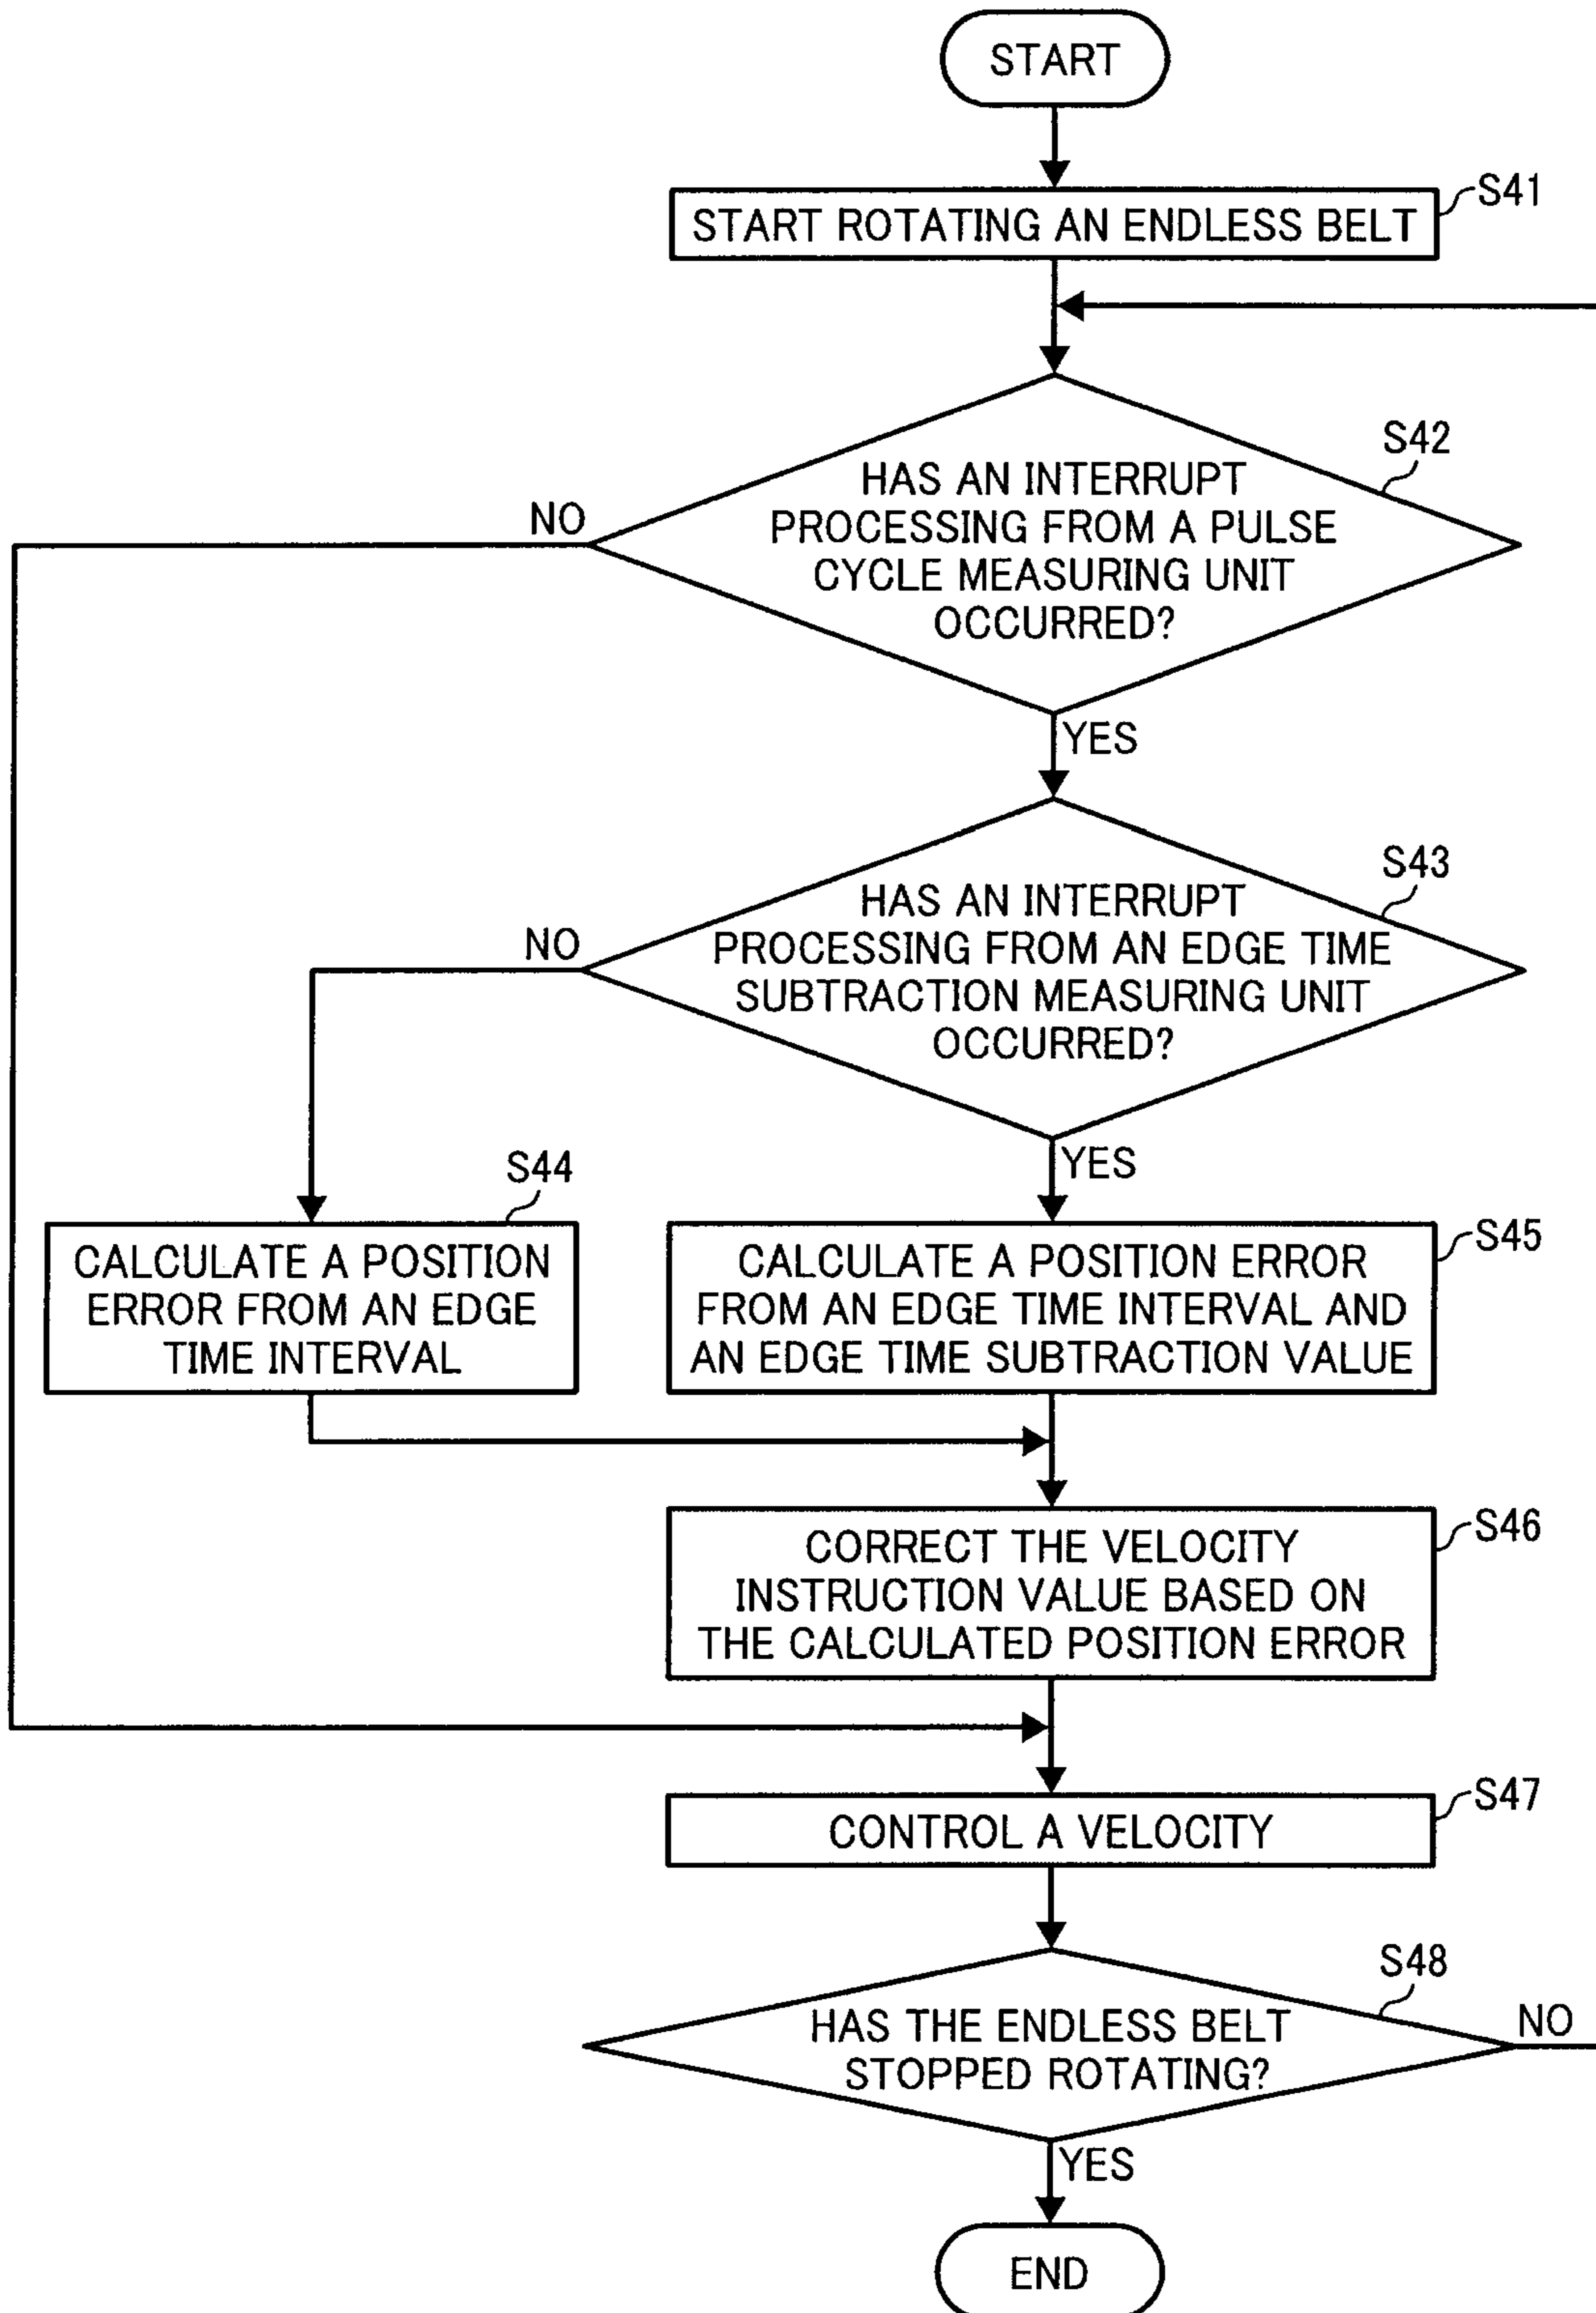 START
S41
START ROTATING AN ENDLESS BELT
S42
HAS AN INTERRUPT
PROCESSING FROM A PULSE
CYCLE MEASURING UNIT
OCCURRED?
NO
YES
S43
HAS AN INTERRUPT
PROCESSING FROM AN EDGE TIME
SUBTRACTION MEASURING UNIT
OCCURRED?
NO
YES
S44
CALCULATE A POSITION
ERROR FROM AN EDGE
TIME INTERVAL
S45
CALCULATE A POSITION ERROR
FROM AN EDGE TIME INTERVAL AND
AN EDGE TIME SUBTRACTION VALUE
S46
CORRECT THE VELOCITY
INSTRUCTION VALUE BASED ON
THE CALCULATED POSITION ERROR
S47
CONTROL A VELOCITY
S48
HAS THE ENDLESS BELT
STOPPED ROTATING?
NO
YES
END